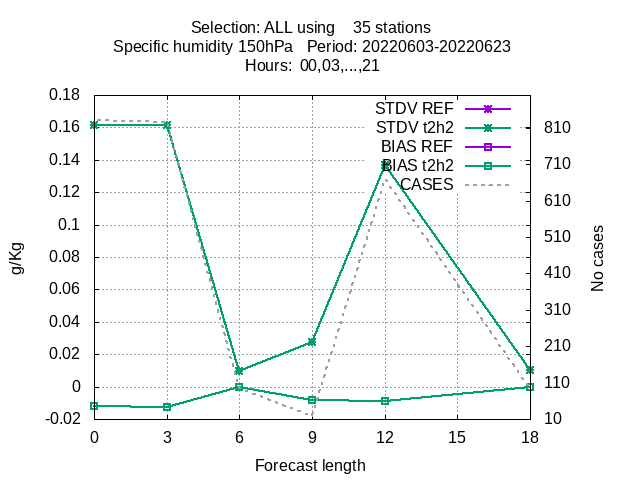 Selection: ALL using    35 stations
Specific humidity 150hPa   Period: 20220603-20220623
Hours:  00,03,...,21
0.18
0.16
0.14
0.12
0.1
0.08
0.06
0.04
0.02
0
-0.02
g/Kg
STDV REF
STDV t2h2
BIAS REF
BIAS t2h2
CASES
810
710
610
510
410
310
210
110
10
No cases
0 3 6 9 12 15 18
Forecast length